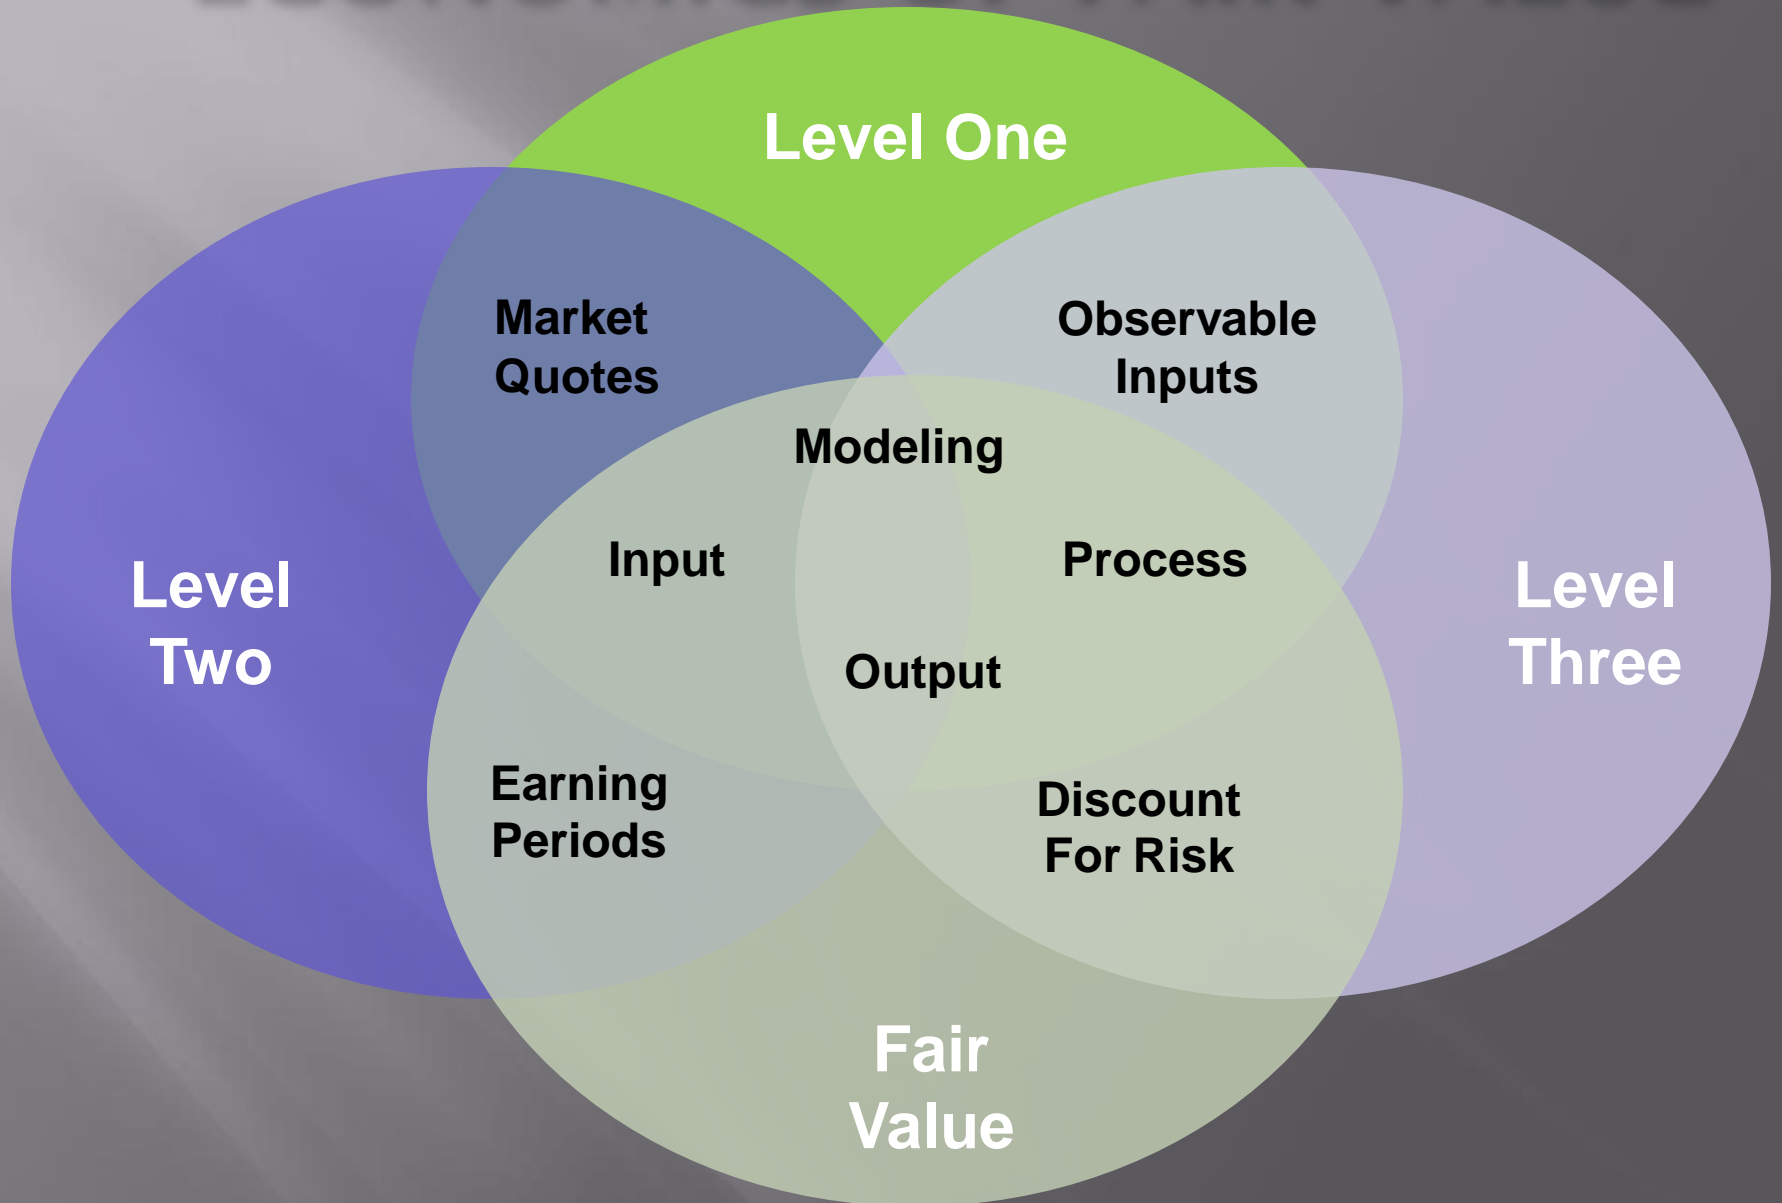 Level One
Market
Quotes
Observable
Inputs
Modeling
Input
Process
Level
Two
Level
Three
Output
Earning
Periods
Discount
For Risk
Fair
Value